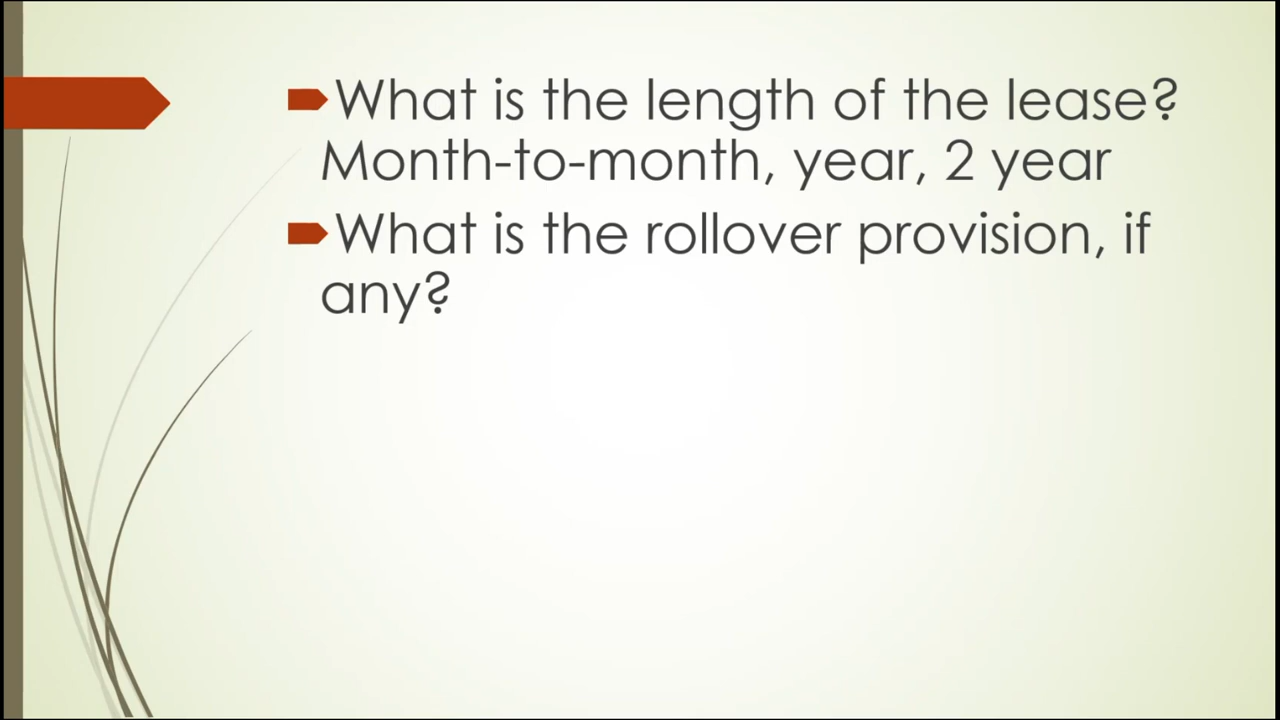 What is the length of the lease?
Month-to-month, year, 2 year
What is the rollover provision, if
any?